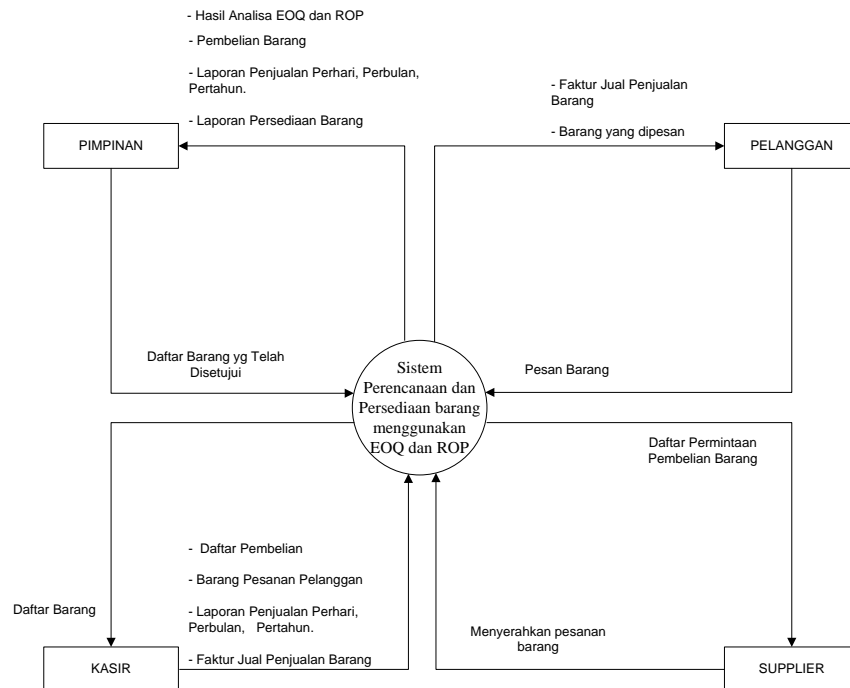 - Hasil Analisa EOQ dan ROP
- Pembelian Barang
- Laporan Penjualan Perhari, Perbulan,
Pertahun.
- Laporan Persediaan Barang
- Faktur Jual Penjualan
Barang
- Barang yang dipesan
PIMPINAN
PELANGGAN
Daftar Barang yg Telah
Disetujui
Sistem
Perencanaan dan
Persediaan barang
menggunakan
EOQ dan ROP
Pesan Barang
Daftar Permintaan
Pembelian Barang
- Daftar Pembelian
- Barang Pesanan Pelanggan
- Laporan Penjualan Perhari,
Perbulan, Pertahun.
- Faktur Jual Penjualan Barang
Daftar Barang
Menyerahkan pesanan
barang
KASIR
SUPPLIER